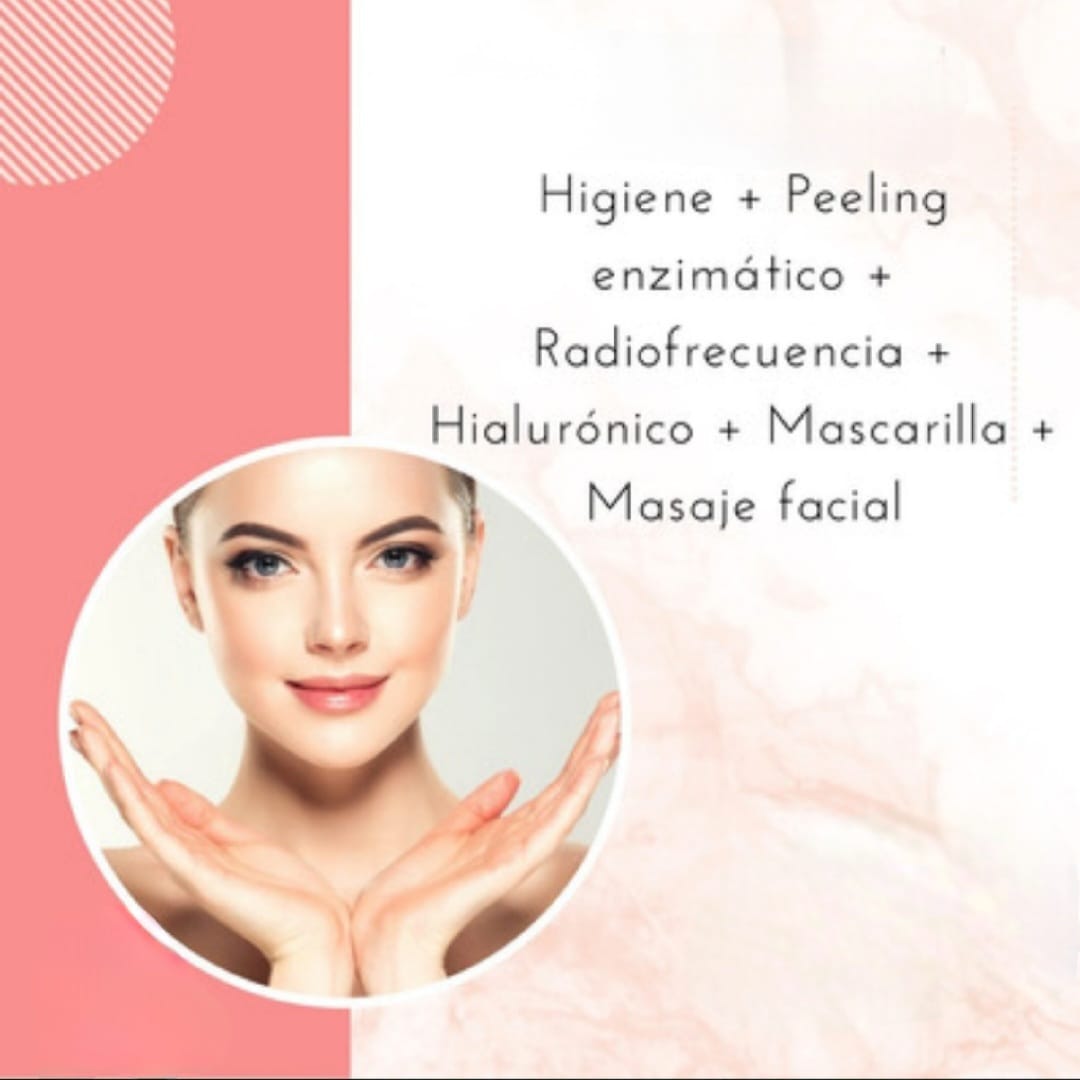 Higiene + Peeling
enzimático +
Radiofrecuencia +
Hialurónico + Mascarilla +
Masaje facial